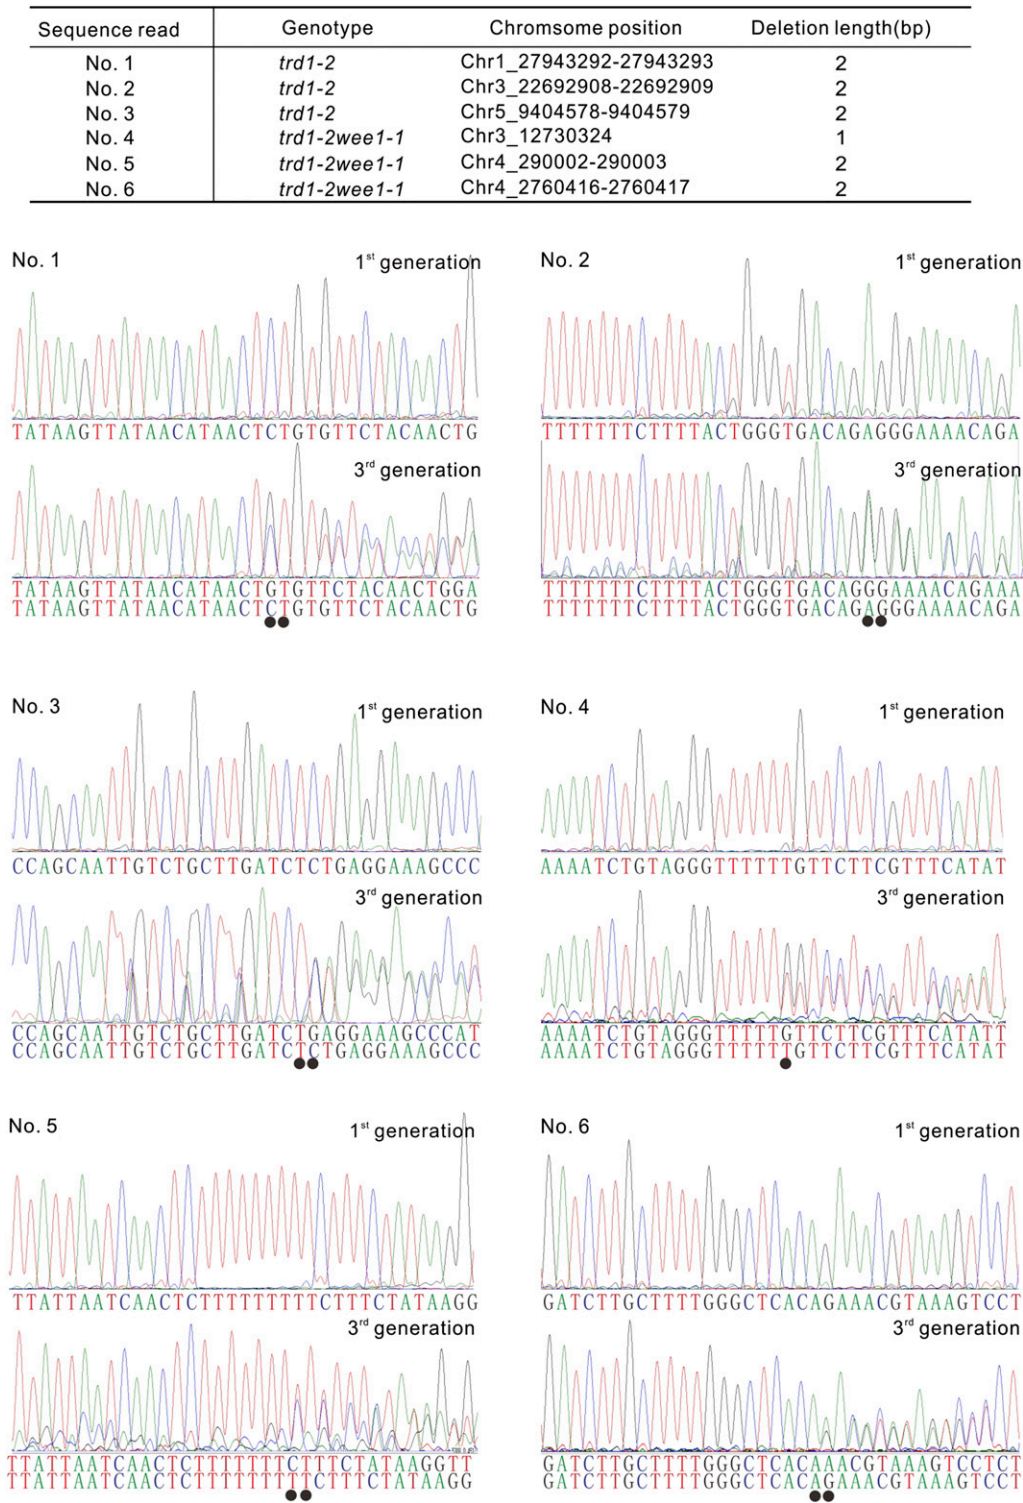 Sequence read Genotype Chromsome position Deletion length(bp)
No. 1 trd1-2 Chr1_27943292-27943293 2
No. 2 trd1-2 Chr3_22692908-22692909 2
No. 3 trd1-2 Chr5_9404578-9404579 2
No. 4 trd1-2wee1-1 Chr3_12730324 1
No. 5 trd1-2wee1-1 Chr4_290002-290003 2
No. 6 trd1-2wee1-1 Chr4_2760416-2760417 2
No. 1 1st generation
TATAAGTTATAACATAACTCTGTGTTCTACAACTG
3rd generation
TATAAGTTATAACATAACTGTGTTCTACAACTGGA
TATAAGTTATAACATAACTCTGTGTTCTACAACTG
No. 2 1st generation
TTTTTTTCTTTTACTGGGTGACAGAGGGAAAACAGA
3rd generation
TTTTTTTCTTTTACTGGGTGACAGGGAAAACAGAAA
TTTTTTTCTTTTACTGGGTGACAGAGGGAAAACAGA
No. 3 1st generation
CCAGCAATTGTCTGCTTGATCTCTGAGGAAAGCCC
3rd generation
CCAGCAATTGTCTGCTTGATCTGAGGAAAGCCCAT
CCAGCAATTGTCTGCTTGATCTCTGAGGAAAGCCC
No. 4 1st generation
AAAATCTGTAGGGTTTTTTGTTCTTCGTTTCATAT
3rd generation
AAAATCTGTAGGGTTTTTGTTCTTCGTTTCATATT
AAAATCTGTAGGGTTTTTTGTTCTTCGTTTCATAT
No. 5 1st generation
TTATTAATCAACTCTTTTTTTTTCTTTCTATAAGG
3rd generation
TTATTAATCAACTCTTTTTTTCTTTCTATAAGGTT
TTATTAATCAACTCTTTTTTTTTCTTTCTATAAGG
No. 6 1st generation
GATCTTGCTTTTGGGCTCACAGAAACGTAAAGTCCT
3rd generation
GATCTTGCTTTTGGGCTCACAAACGTAAAGTCCTCT
GATCTTGCTTTTGGGCTCACAGAAACGTAAAGTCCT